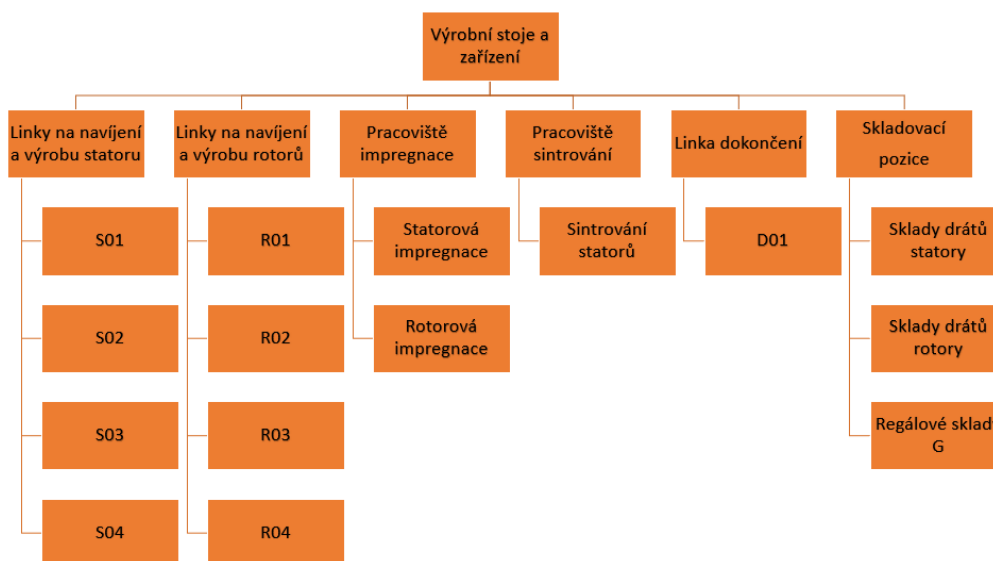 Výrobní stoje a
zařízení
Linky na navíjení
a výrobu statoru
Linky na navíjení
a výrobu rotorů
Pracoviště
impregnace
Pracoviště
sintrování
Linka dokončení
Skladovací
pozice
S01
S02
S03
S04
R01
R02
R03
R04
Statorová
impregnace
Rotorová
impregnace
Sintrování
statorů
D01
Sklady drátů
statory
Sklady drátů
rotory
Regálové sklady
G